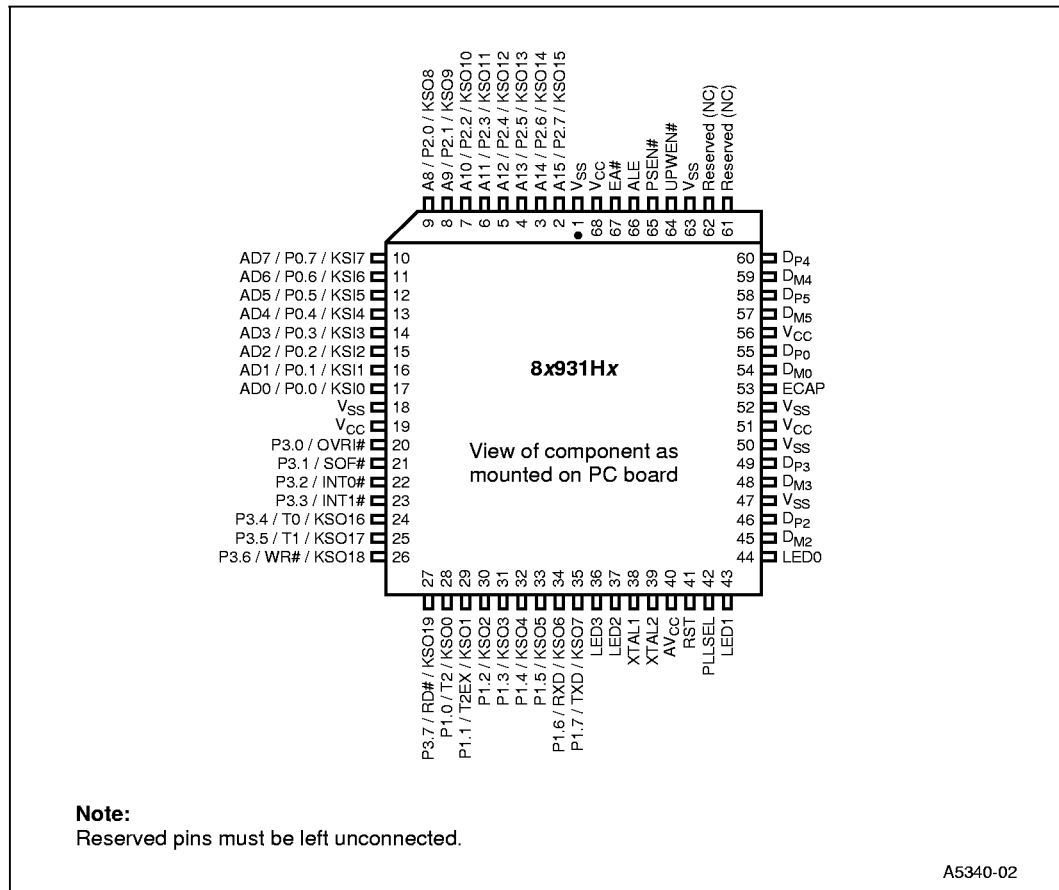 A8 / P2.0 / KSO8
A9 / P2.1 / KSO9
A10 / P2.2 / KSO10
A11 / P2.3 / KSO11
A12 / P2.4 / KSO12
A13 / P2.5 / KSO13
A14 / P2.6 / KSO14
A15 / P2.7 / KSO15
VSS
VCC
EA#
ALE
PSEN#
UPWEN#
VSS
Reserved (NC)
Reserved (NC)
9 8 7 6 5 4 3 2 1 68 67 66 65 64 63 62 61
AD7 / P0.7 / KSI7 10
AD6 / P0.6 / KSI6 11
AD5 / P0.5 / KSI5 12
AD4 / P0.4 / KSI4 13
AD3 / P0.3 / KSI3 14
AD2 / P0.2 / KSI2 15
AD1 / P0.1 / KSI1 16
AD0 / P0.0 / KSI0 17
VSS 18
VCC 19
P3.0 / OVRI# 20
P3.1 / SOF# 21
P3.2 / INT0# 22
P3.3 / INT1# 23
P3.4 / T0 / KSO16 24
P3.5 / T1 / KSO17 25
P3.6 / WR# / KSO18 26
8x931Hx
View of component as
mounted on PC board
60 DP4
59 DM4
58 DP5
57 DM5
56 VCC
55 DP0
54 DM0
53 ECAP
52 VSS
51 VCC
50 VSS
49 DP3
48 DM3
47 VSS
46 DP2
45 DM2
44 LED0
27 28 29 30 31 32 33 34 35 36 37 38 39 40 41 42 43
P3.7 / RD# / KSO19
P1.0 / T2 / KSO0
P1.1 / T2EX / KSO1
P1.2 / KSO2
P1.3 / KSO3
P1.4 / KSO4
P1.5 / KSO5
P1.6 / RXD / KSO6
P1.7 / TXD / KSO7
LED3
LED2
XTAL1
XTAL2
AVCC
RST
PLLSEL
LED1
Note:
Reserved pins must be left unconnected.
A5340-02